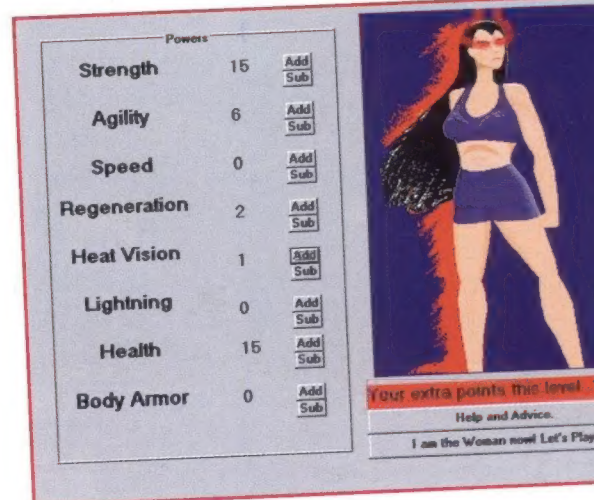 Powers
Strength 15 Add
Sub
Agility 6 Add
Sub
Speed 0 Add
Sub
Regeneration 2 Add
Sub
Heat Vision 1 Add
Sub
Lightning 0 Add
Sub
Health 15 Add
Sub
Body Armor 0 Add
Sub
Your extra points this level
Help and Advice.
I am the Woman now! Let's Play